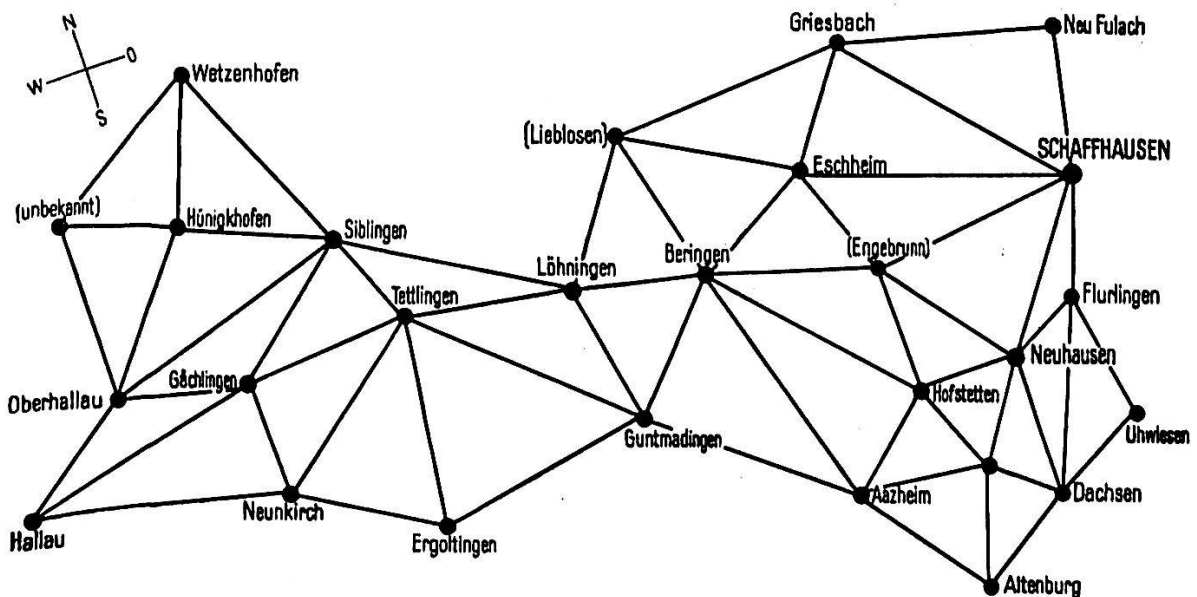 N
O
W
S
Wetzenhofen
Griesbach
Neu Fulach
(Lieblosen)
Eschheim
SCHAFFHAUSEN
(unbekannt)
Hünigkhofen
Siblingen
Löhningen
Beringen
(Engebrunn)
Tettlingen
Flurlingen
Neuhausen
Oberhallau
Gächlingen
Hofstetten
Guntmadingen
Uhwiesen
Hallau
Neunkirch
Ergoltingen
Aazheim
Dachsen
Altenburg